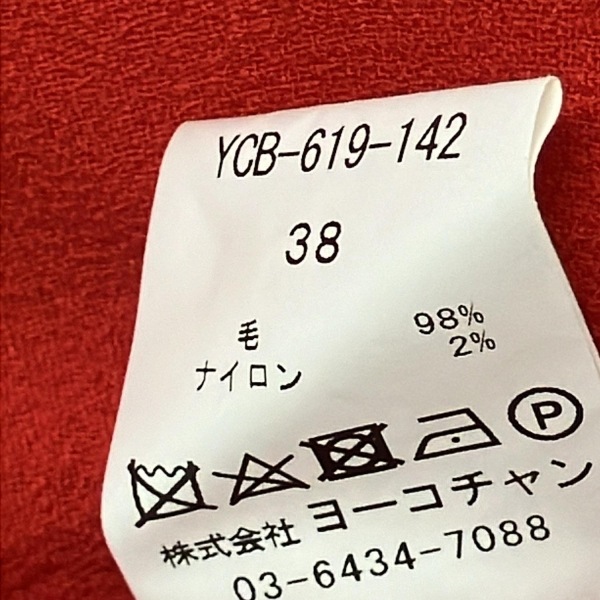 YCB-619-142
38
毛 98%
ナイロン 2%
P
株式会社 ヨーコチャン
03-6434-7088